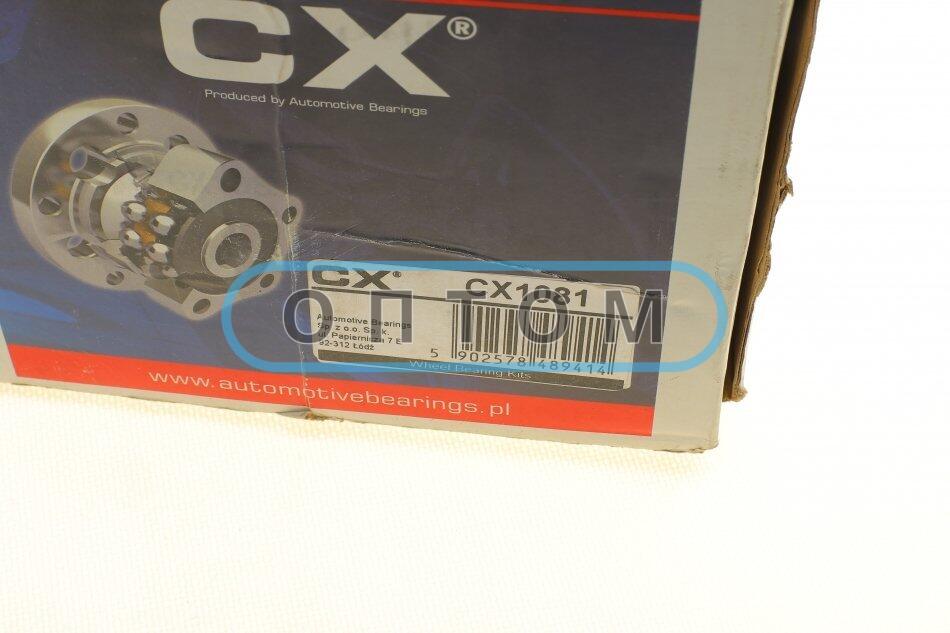 CX®
Produced by Automotive Bearings
CX® CX1081
Automotive Bearings
Sp. z o.o. Sp. k.
ul. Papiernicza 7 E
92-312 Łódź
5 902578 489414
Wheel Bearing Kits
www.automotivebearings.pl
ОПТОМ